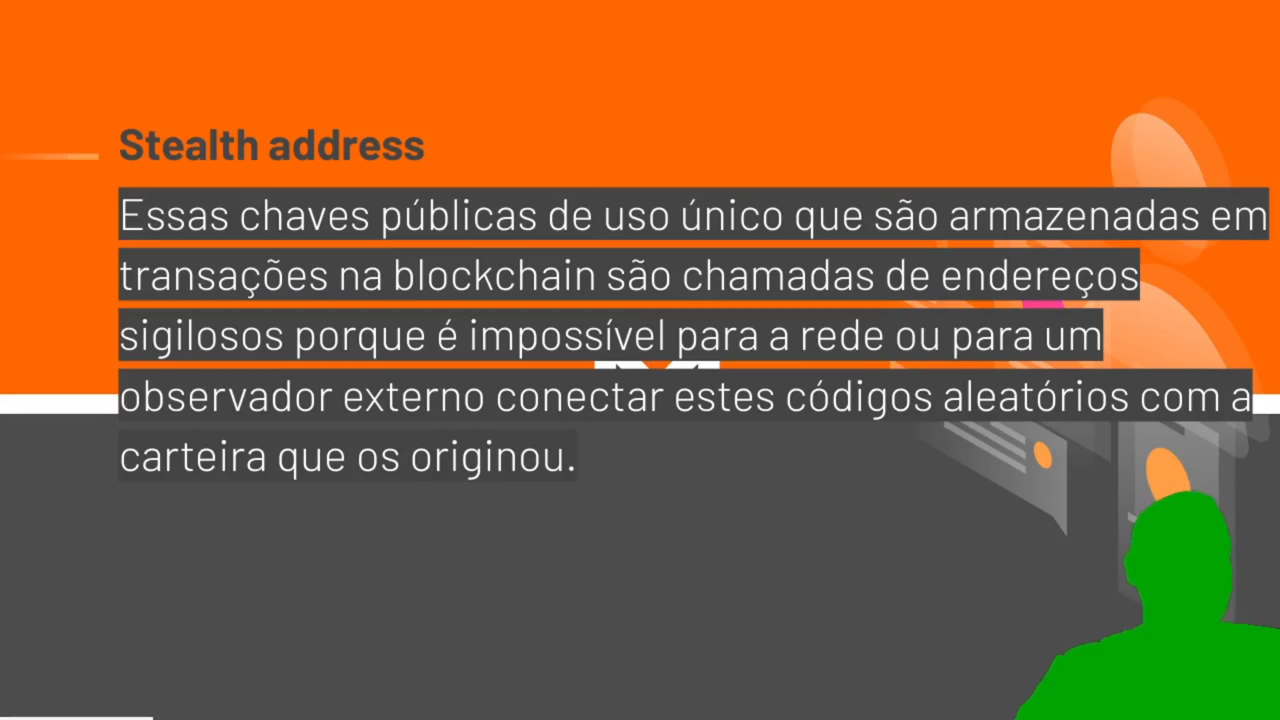 Stealth address
Essas chaves públicas de uso único que são armazenadas em
transações na blockchain são chamadas de endereços
sigilosos porque é impossível para a rede ou para um
observador externo conectar estes códigos aleatórios com a
carteira que os originou.